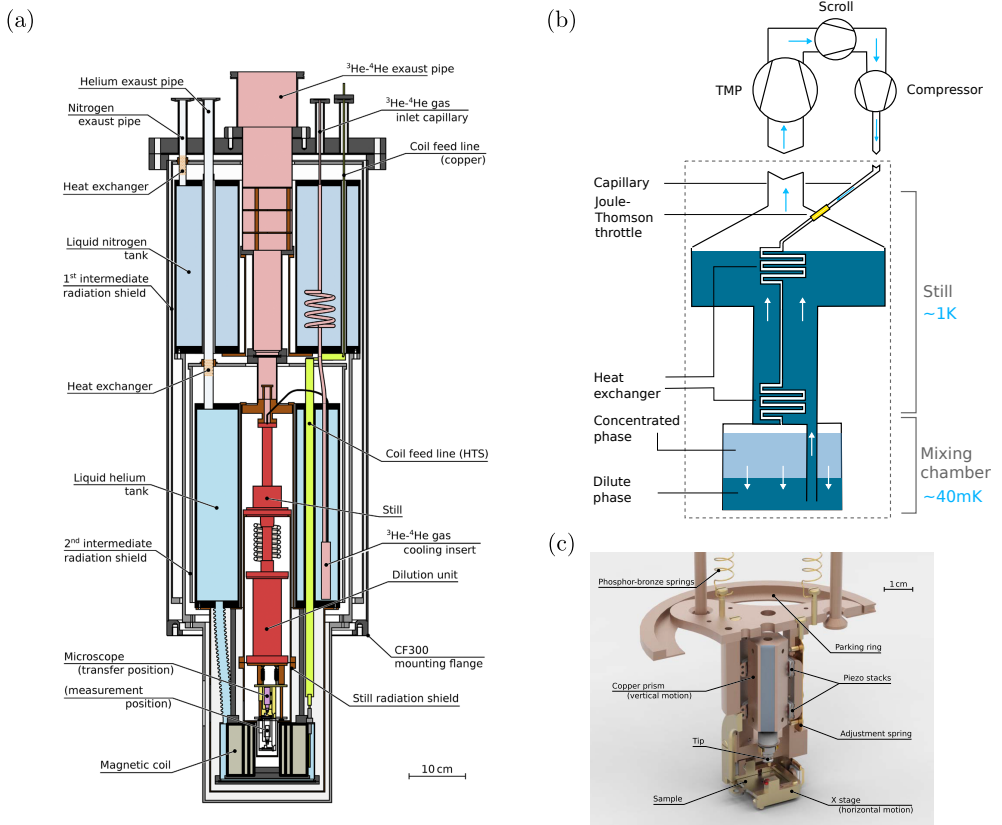 (a)
Helium exaust pipe
Nitrogen
exaust pipe
Heat exchanger
Liquid nitrogen
tank
1st intermediate
radiation shield
Heat exchanger
Liquid helium
tank
2nd intermediate
radiation shield
Microscope
(transfer position)
(measurement
position)
Magnetic coil
³He-⁴He exaust pipe
³He-⁴He gas
inlet capillary
Coil feed line
(copper)
Coil feed line (HTS)
Still
³He-⁴He gas
cooling insert
Dilution unit
CF300
mounting flange
Still radiation shield
10 cm
(b)
Scroll
TMP
Compressor
Capillary
Joule-
Thomson
throttle
Heat
exchanger
Concentrated
phase
Dilute
phase
Still
~1K
Mixing
chamber
~40mK
(c)
Phosphor-bronze springs
1 cm
Parking ring
Copper prism
(vertical motion)
Piezo stacks
Adjustment spring
Tip
Sample
X stage
(horizontal motion)